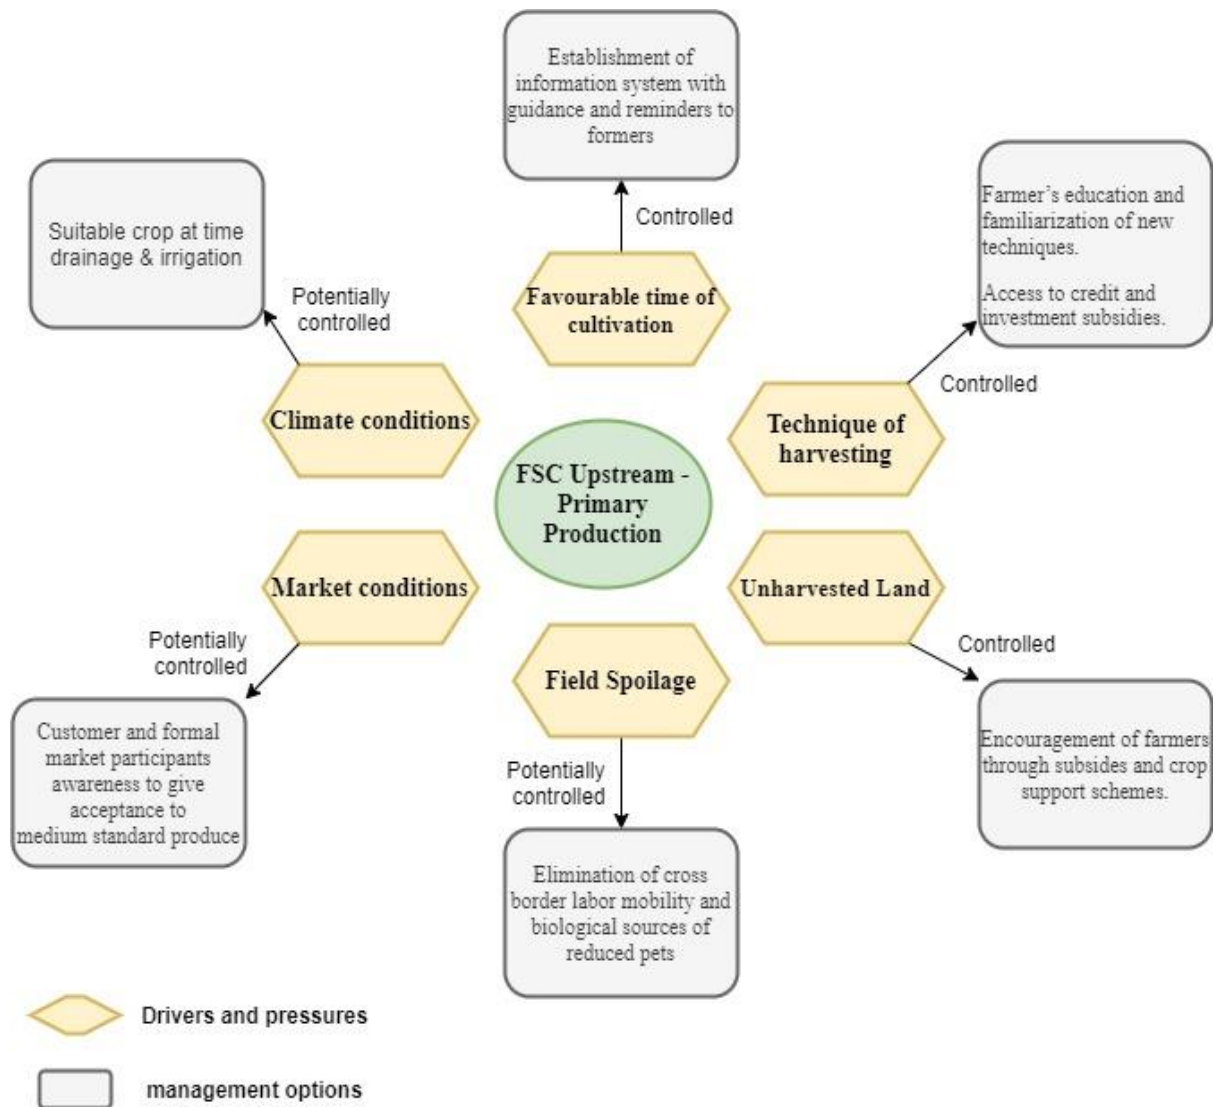 Establishment of
information system with
guidance and reminders to
formers
Controlled
Favourable time of
cultivation
Farmer’s education and
familiarization of new
techniques.
Access to credit and
investment subsidies.
Controlled
Technique of
harvesting
Suitable crop at time
drainage & irrigation
Potentially
controlled
Climate conditions
FSC Upstream -
Primary
Production
Market conditions
Potentially
controlled
Customer and formal
market participants
awareness to give
acceptance to
medium standard produce
Unharvested Land
Controlled
Encouragement of farmers
through subsides and crop
support schemes.
Field Spoilage
Potentially
controlled
Elimination of cross
border labor mobility and
biological sources of
reduced pets
Drivers and pressures
management options